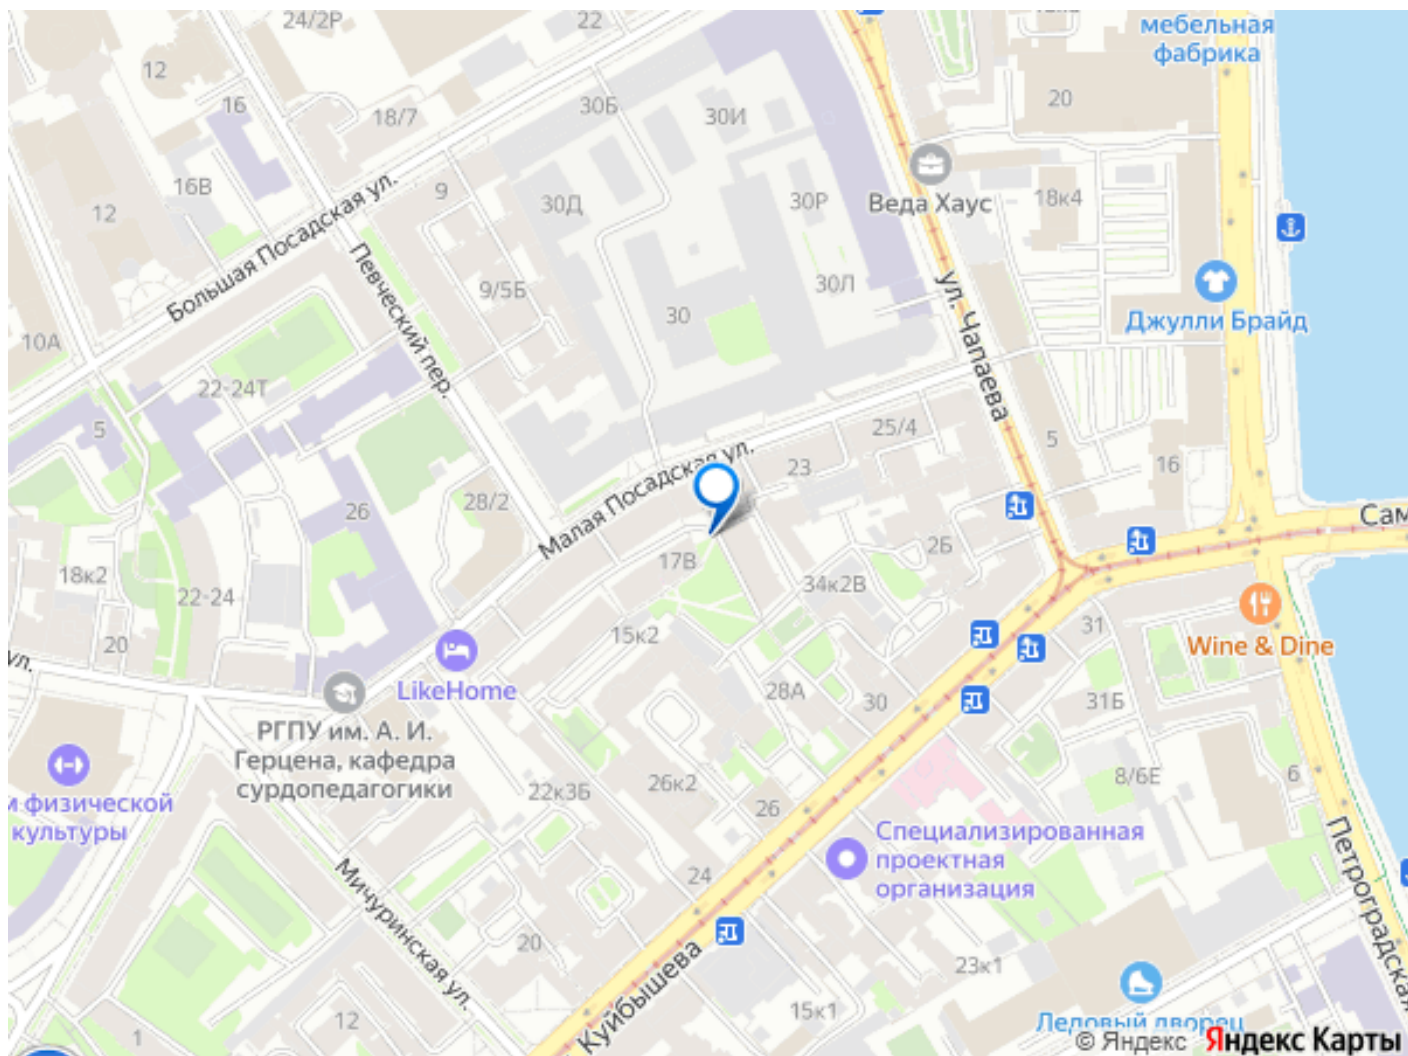 24/2Р
22
12
16
18/7
30Б
30И
мебельная
фабрика
20
Веда Хаус
18к4
16В
12
9
30Д
30Р
Большая Посадская ул.
Певческий пер.
9/5Б
30
30Л
ул. Чапаева
Джулли Брайд
10А
22-24Т
5
25/4
23
5
16
26
28/2
Малая Посадская ул.
Сам
17В
2Б
34к2В
18к2
22-24
20
ул.
15к2
31
Wine & Dine
LikeHome
28А
30
31Б
РГПУ им. А. И.
Герцена, кафедра
сурдопедагогики
22к3Б
26к2
26
8/6Е
6
м физической
культуры
Специализированная
проектная
организация
24
Мичуринская ул.
20
Куйбышева
Петроградская
23к1
15к1
1
12
Ледовый дворец
© Яндекс Яндекс Карты